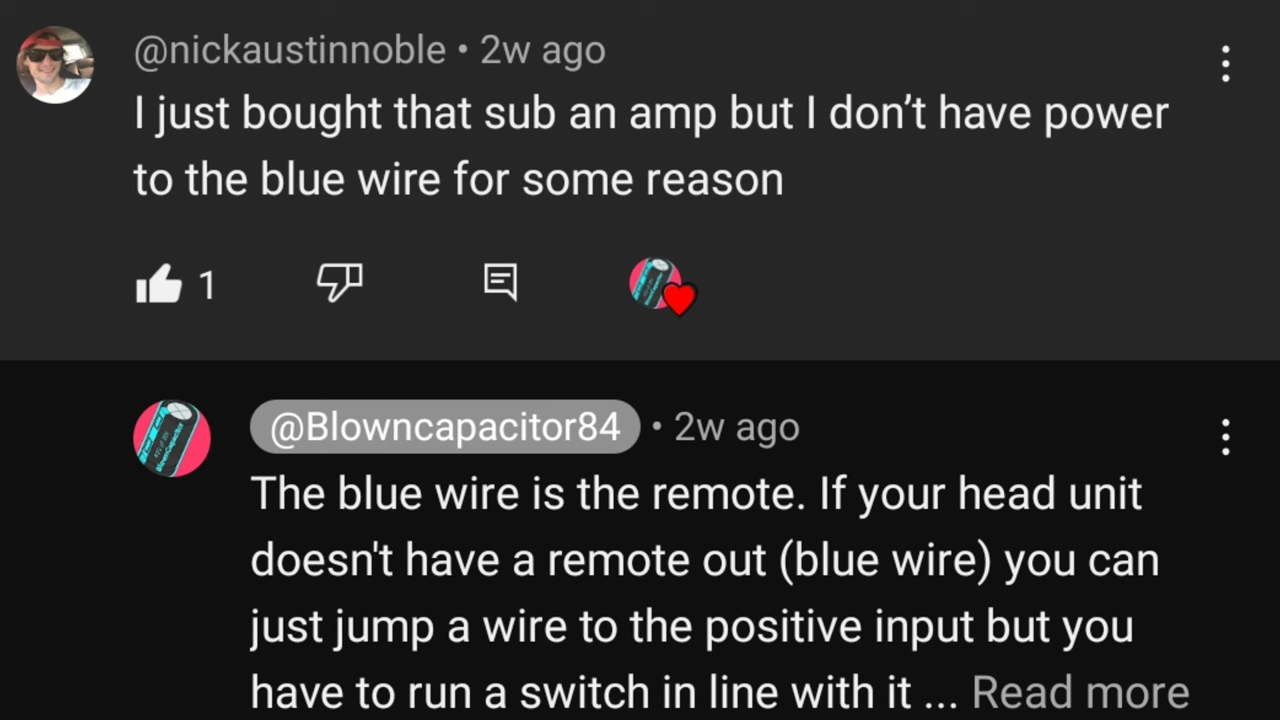 @nickaustinnoble • 2w ago
I just bought that sub an amp but I don’t have power
to the blue wire for some reason
1
@Blowncapacitor84 • 2w ago
The blue wire is the remote. If your head unit
doesn't have a remote out (blue wire) you can
just jump a wire to the positive input but you
have to run a switch in line with it ... Read more